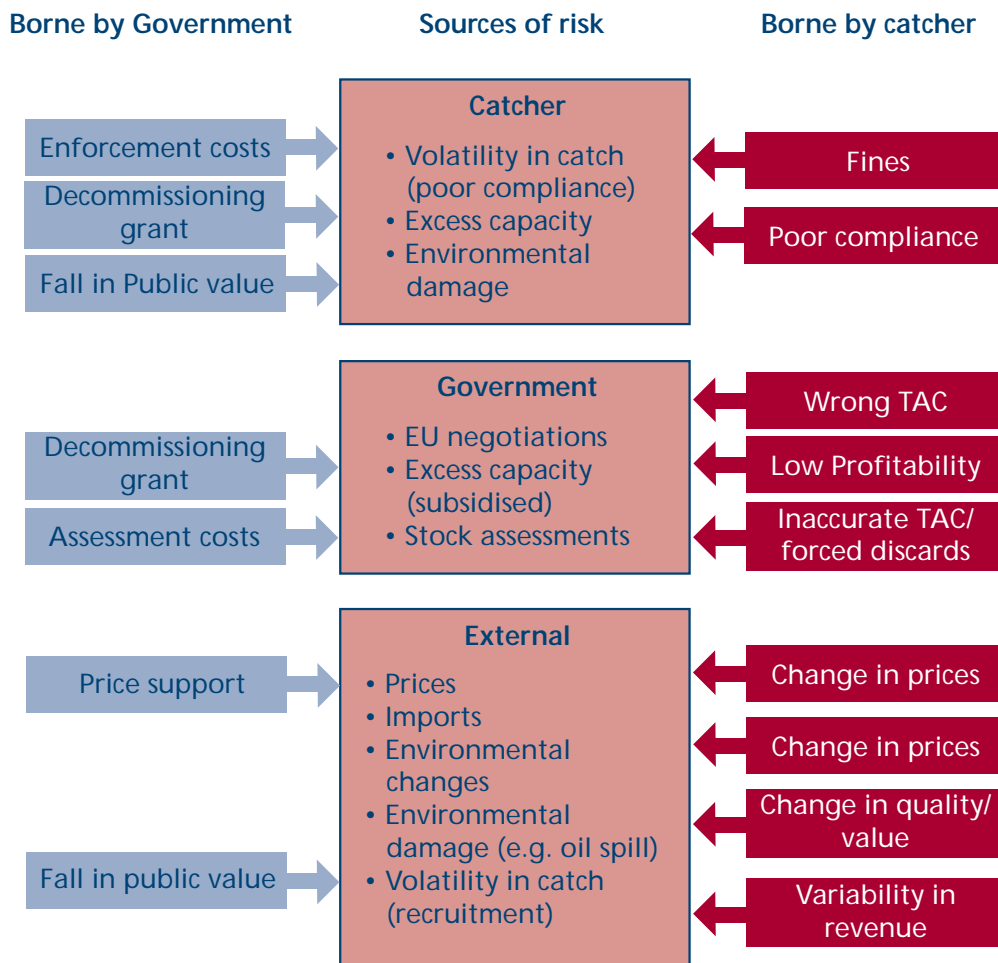 Borne by Government
Sources of risk
Borne by catcher
Catcher
Enforcement costs
Decommissioning
grant
Fall in Public value
• Volatility in catch
(poor compliance)
• Excess capacity
• Environmental
damage
Fines
Poor compliance
Government
Decommissioning
grant
Assessment costs
• EU negotiations
• Excess capacity
(subsidised)
• Stock assessments
Wrong TAC
Low Profitability
Inaccurate TAC/
forced discards
External
Price support
Fall in public value
• Prices
• Imports
• Environmental
changes
• Environmental
damage (e.g. oil spill)
• Volatility in catch
(recruitment)
Change in prices
Change in prices
Change in quality/
value
Variability in
revenue